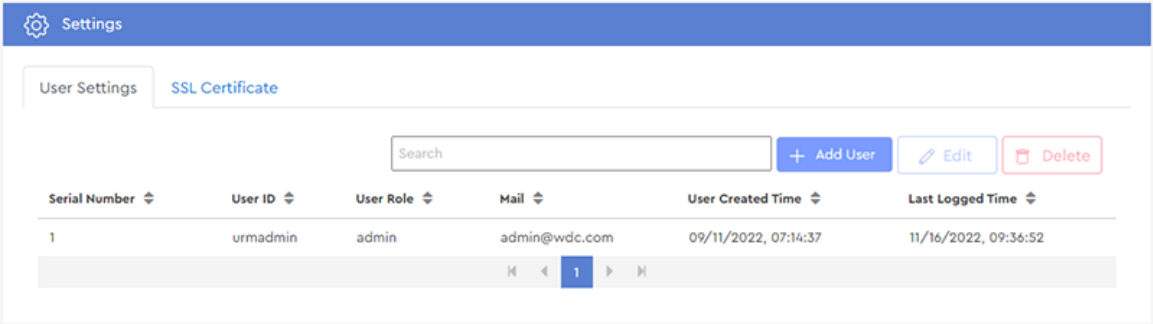 Settings
User Settings SSL Certificate
Search + Add User Edit Delete
Serial Number User ID User Role Mail User Created Time Last Logged Time
1 urmadmin admin admin@wdc.com 09/11/2022, 07:14:37 11/16/2022, 09:36:52
1